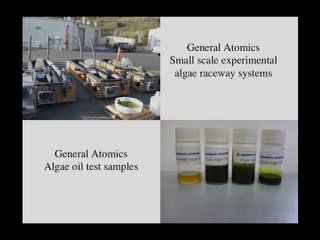 General Atomics
Small scale experimental
algae raceway systems
General Atomics
Algae oil test samples